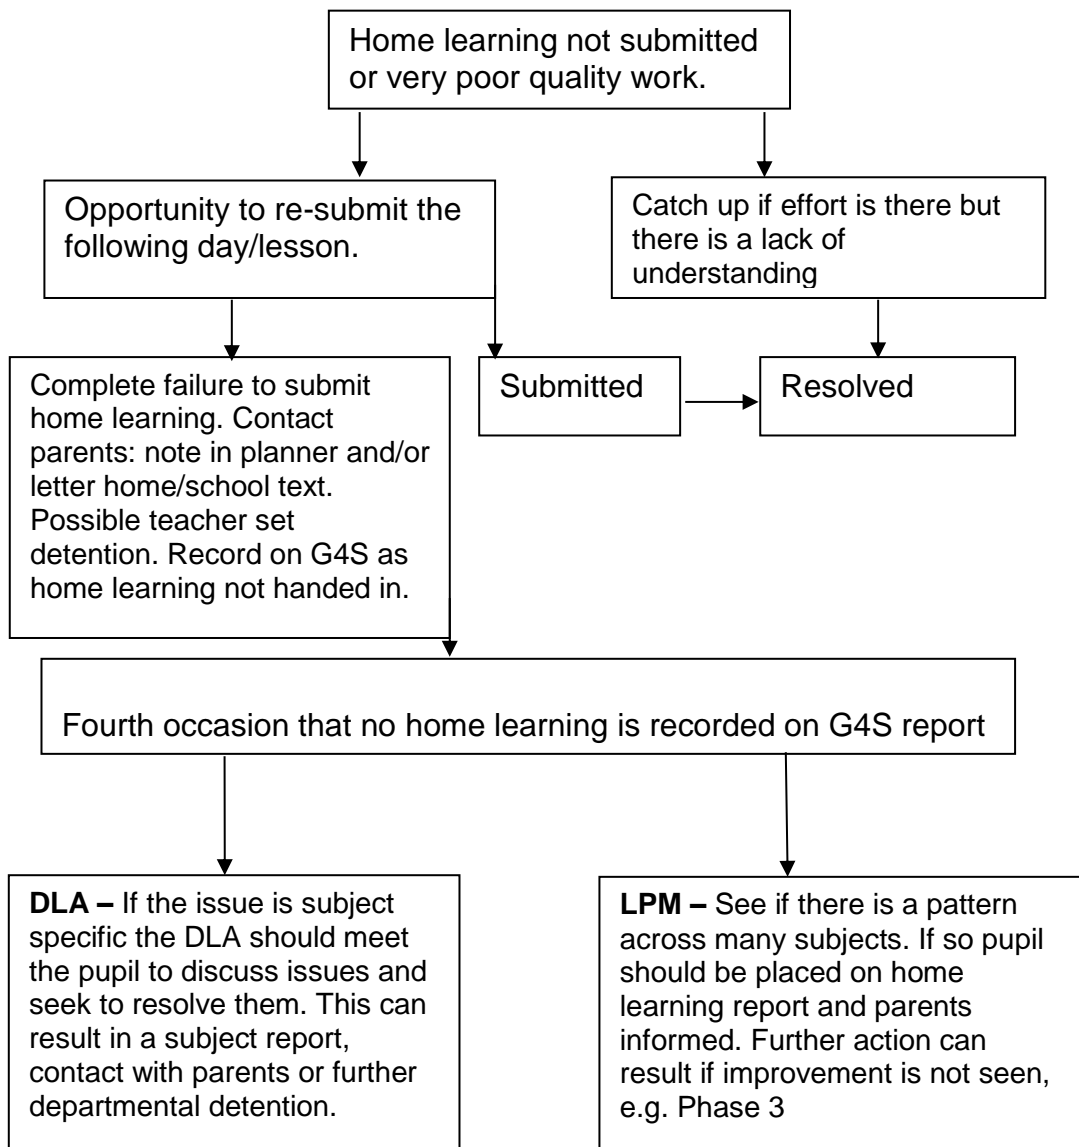 Home learning not submitted
or very poor quality work.
Opportunity to re-submit the
following day/lesson.
Catch up if effort is there but
there is a lack of
understanding
Complete failure to submit
home learning. Contact
parents: note in planner and/or
letter home/school text.
Possible teacher set
detention. Record on G4S as
home learning not handed in.
Submitted
Resolved
Fourth occasion that no home learning is recorded on G4S report
DLA – If the issue is subject
specific the DLA should meet
the pupil to discuss issues and
seek to resolve them. This can
result in a subject report,
contact with parents or further
departmental detention.
LPM – See if there is a pattern
across many subjects. If so pupil
should be placed on home
learning report and parents
informed. Further action can
result if improvement is not seen,
e.g. Phase 3